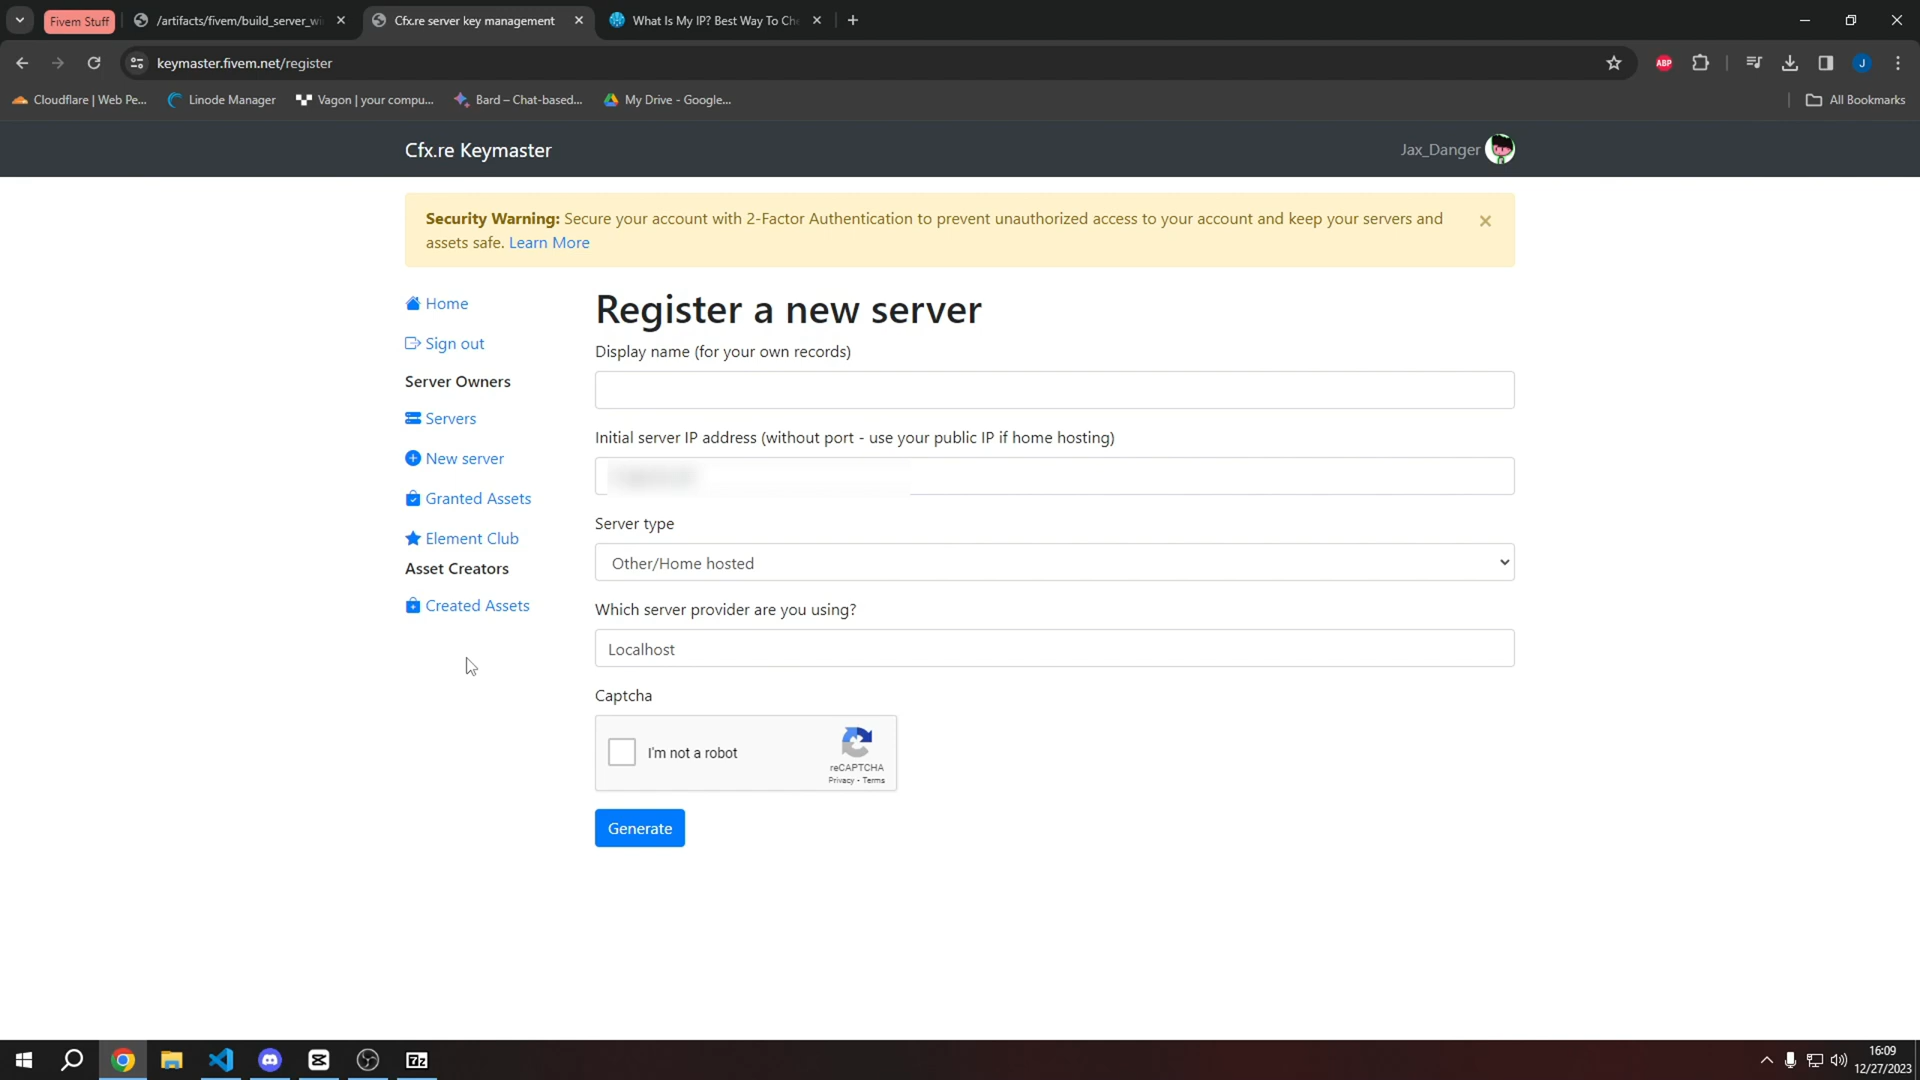 Fivem Stuff
/artifacts/fivem/build_server_wi
Cfx.re server key management
What Is My IP? Best Way To Che
keymaster.fivem.net/register
ABP
J
Cloudflare | Web Pe...
Linode Manager
Vagon | your compu...
Bard – Chat-based...
My Drive - Google...
All Bookmarks
Cfx.re Keymaster
Jax_Danger
Security Warning: Secure your account with 2-Factor Authentication to prevent unauthorized access to your account and keep your servers and
assets safe. Learn More
Home
Sign out
Server Owners
Servers
New server
Granted Assets
Element Club
Asset Creators
Created Assets
Register a new server
Display name (for your own records)
Initial server IP address (without port - use your public IP if home hosting)
Server type
Other/Home hosted
Which server provider are you using?
Localhost
Captcha
I'm not a robot
reCAPTCHA
Privacy - Terms
Generate
7z
16:09
12/27/2023